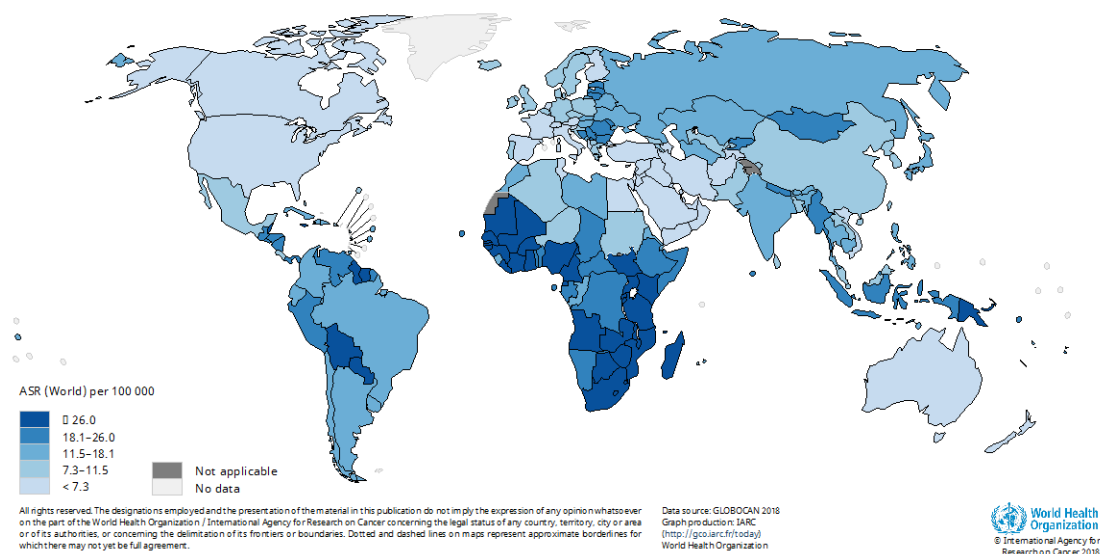 ASR (World) per 100 000
▯ 26.0
18.1–26.0
11.5–18.1
7.3–11.5
< 7.3
Not applicable
No data
All rights reserved. The designations employed and the presentation of the material in this publication do not imply the expression of any opinion whatsoever
on the part of the World Health Organization / International Agency for Research on Cancer concerning the legal status of any country, territory, city or area
or of its authorities, or concerning the delimitation of its frontiers or boundaries. Dotted and dashed lines on maps represent approximate borderlines for
which there may not yet be full agreement.
Data source: GLOBOCAN 2018
Graph production: IARC
(http://gco.iarc.fr/today)
World Health Organization
World Health
Organization
© International Agency for
Research on Cancer 2018